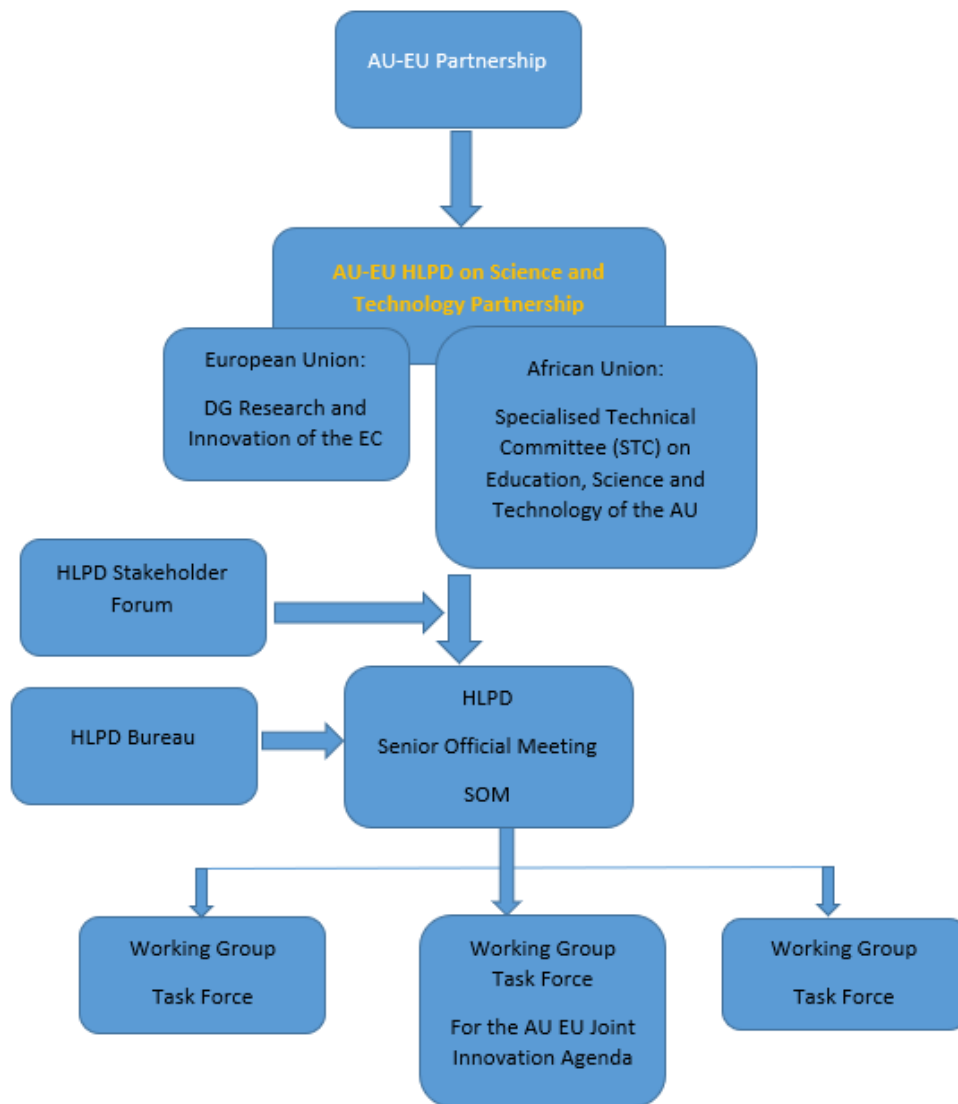 AU-EU Partnership
AU-EU HLPD on Science and
Technology Partnership
European Union:
DG Research and
Innovation of the EC
African Union:
Specialised Technical
Committee (STC) on
Education, Science and
Technology of the AU
HLPD Stakeholder
Forum
HLPD Bureau
HLPD
Senior Official Meeting
SOM
Working Group
Task Force
Working Group
Task Force
For the AU EU Joint
Innovation Agenda
Working Group
Task Force